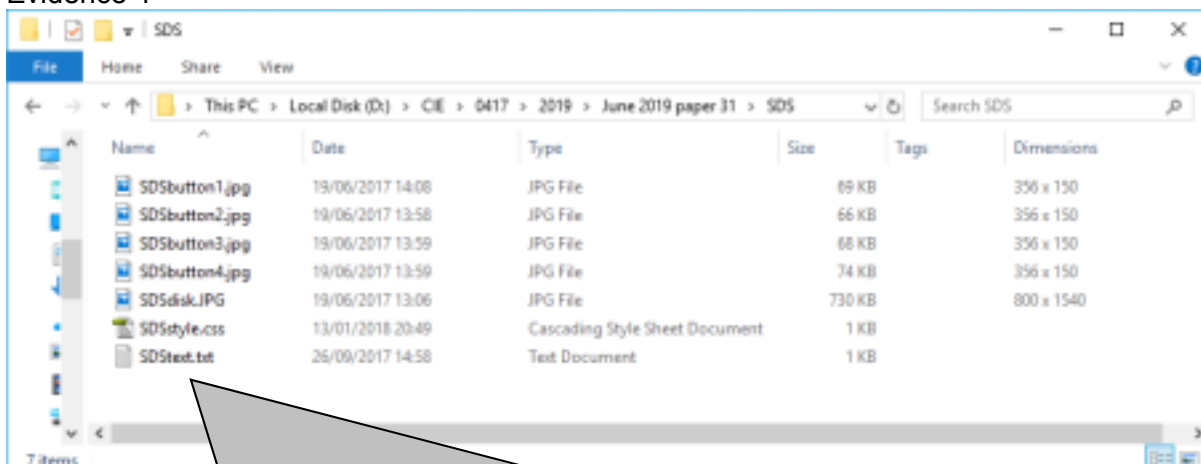 SDS
File Home Share View
This PC > Local Disk (D:) > CIE > 0417 > 2019 > June 2019 paper 31 > SDS Search SDS
Name Date Type Size Tags Dimensions
SDSbutton1.jpg 19/06/2017 14:08 JPG File 69 KB 356 x 150
SDSbutton2.jpg 19/06/2017 13:58 JPG File 66 KB 356 x 150
SDSbutton3.jpg 19/06/2017 13:59 JPG File 68 KB 356 x 150
SDSbutton4.jpg 19/06/2017 13:59 JPG File 74 KB 356 x 150
SDSdisk.JPG 19/06/2017 13:06 JPG File 730 KB 800 x 1540
SDSstyle.css 13/01/2018 20:49 Cascading Style Sheet Document 1 KB
SDStext.txt 26/09/2017 14:58 Text Document 1 KB
7 items